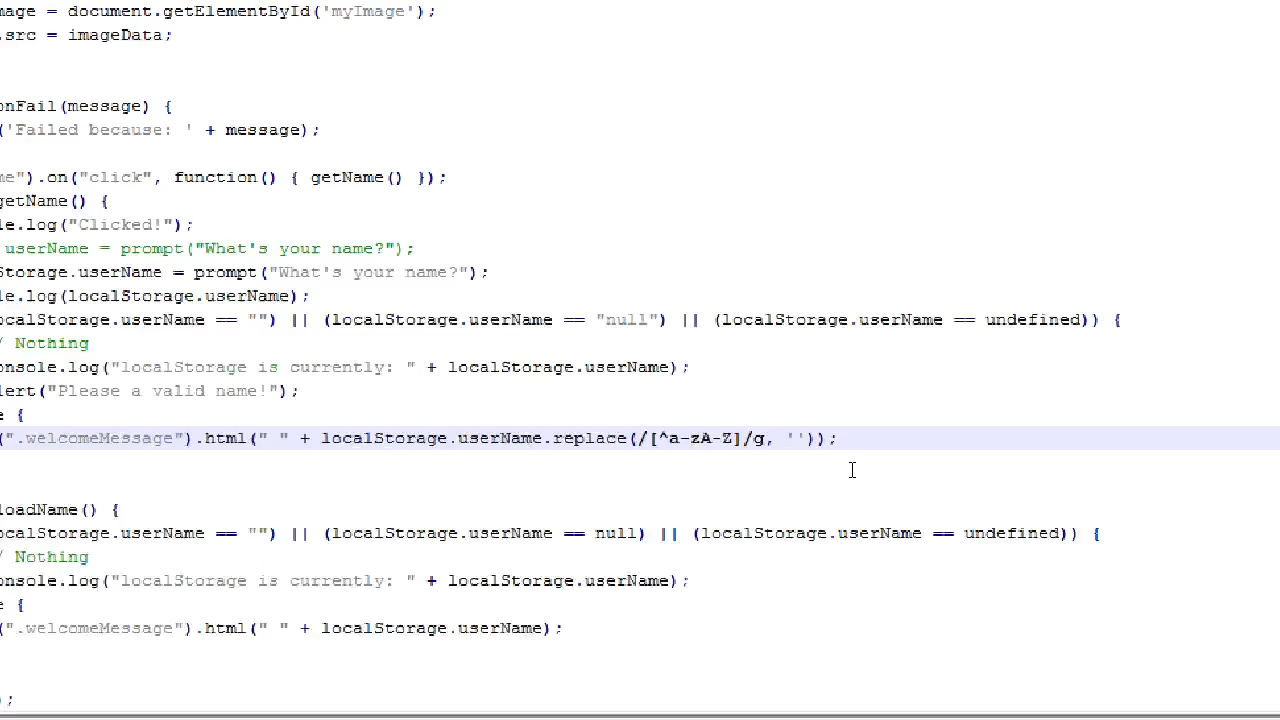 mage = document.getElementById('myImage');
.src = imageData;
onFail(message) {
('Failed because: ' + message);
me").on("click", function() { getName() });
getName() {
le.log("Clicked!");
userName = prompt("What's your name?");
Storage.userName = prompt("What's your name?");
le.log(localStorage.userName);
ocalStorage.userName == "") || (localStorage.userName == "null") || (localStorage.userName == undefined)) {
/ Nothing
onsole.log("localStorage is currently: " + localStorage.userName);
lert("Please a valid name!");
e {
(".welcomeMessage").html(" " + localStorage.userName.replace(/[^a-zA-Z]/g, ''));
loadName() {
ocalStorage.userName == "") || (localStorage.userName == null) || (localStorage.userName == undefined)) {
/ Nothing
onsole.log("localStorage is currently: " + localStorage.userName);
e {
(".welcomeMessage").html(" " + localStorage.userName);
);